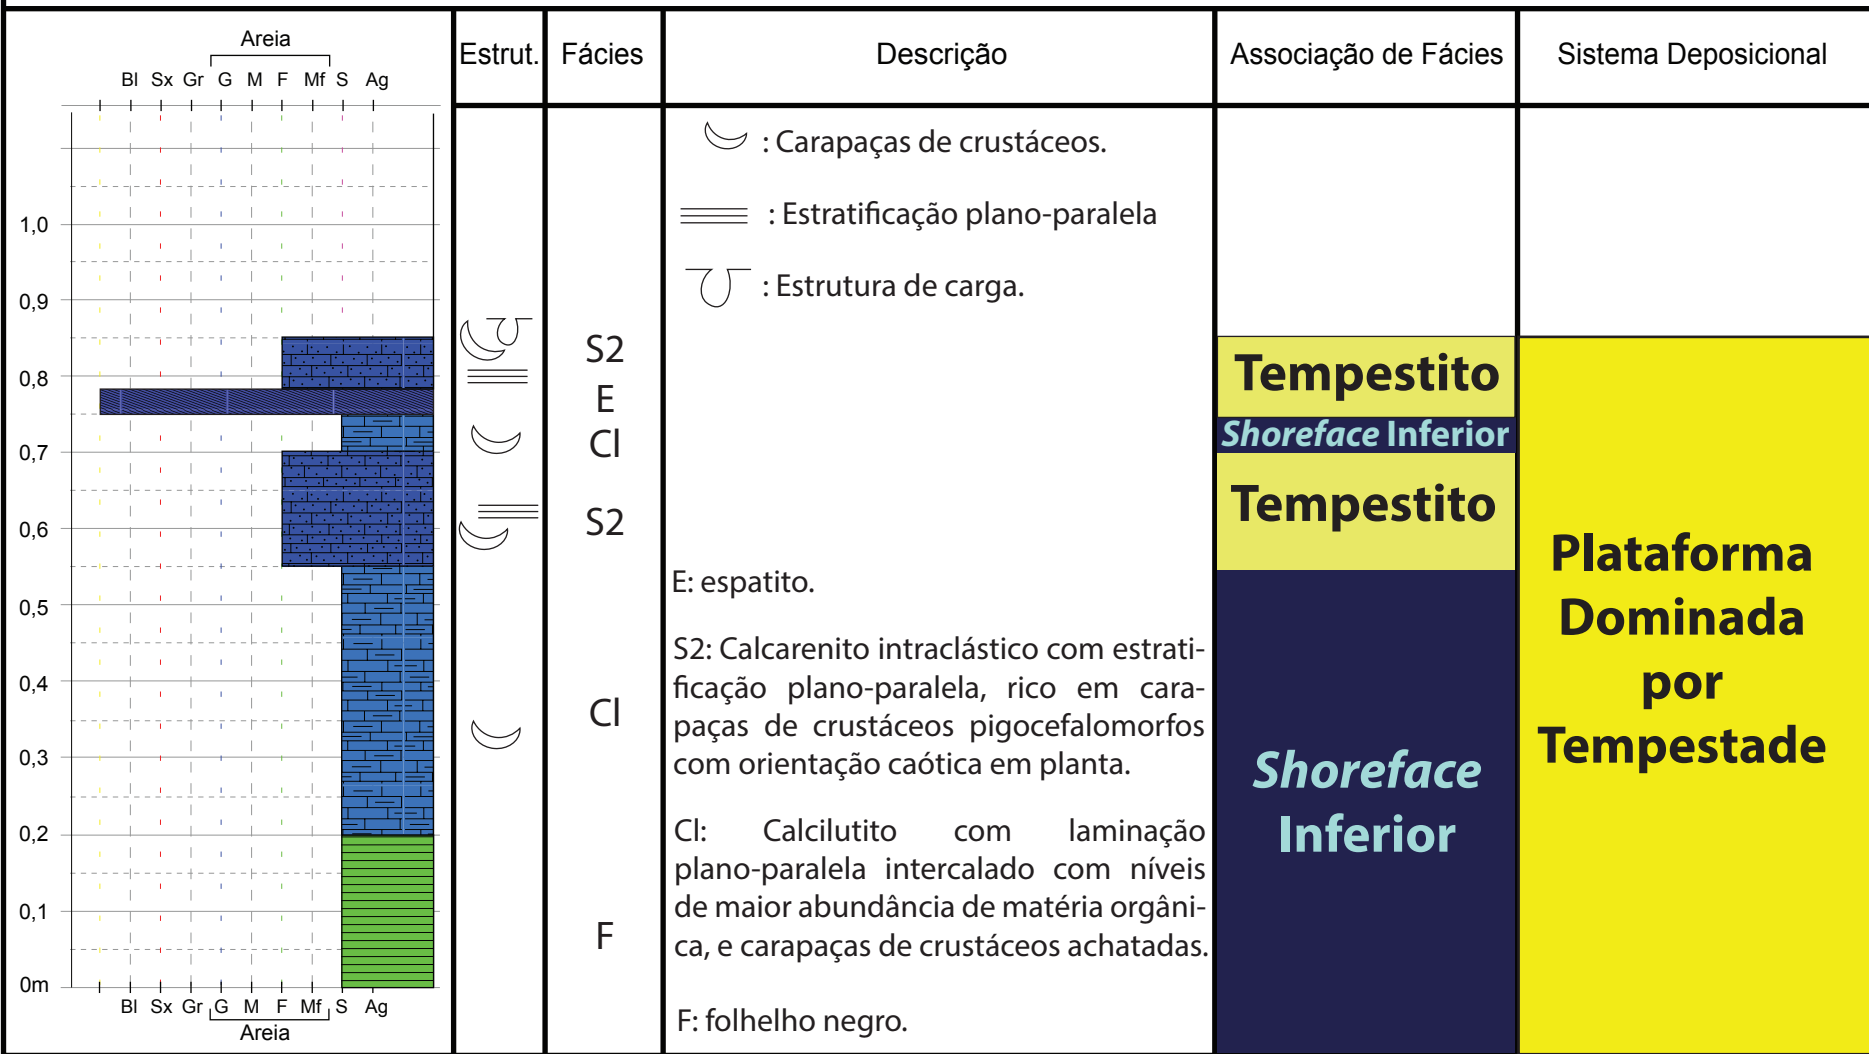 Areia
Bl Sx Gr G M F Mf S Ag
Estrut.
Fácies
Descrição
Associação de Fácies
Sistema Deposicional
1,0
0,9
0,8
0,7
0,6
0,5
0,4
0,3
0,2
0,1
0m
Bl Sx Gr G M F Mf S Ag
Areia
S2
E
Cl
S2
Cl
F
: Carapaças de crustáceos.
: Estratificação plano-paralela
: Estrutura de carga.
E: espatito.
S2: Calcarenito intraclástico com estrati-
ficação plano-paralela, rico em cara-
paças de crustáceos pigocefalomorfos
com orientação caótica em planta.
Cl: Calcilutito com laminação
plano-paralela intercalado com níveis
de maior abundância de matéria orgâni-
ca, e carapaças de crustáceos achatadas.
F: folhelho negro.
Tempestito
Shoreface Inferior
Tempestito
Shoreface
Inferior
Plataforma
Dominada
por
Tempestade